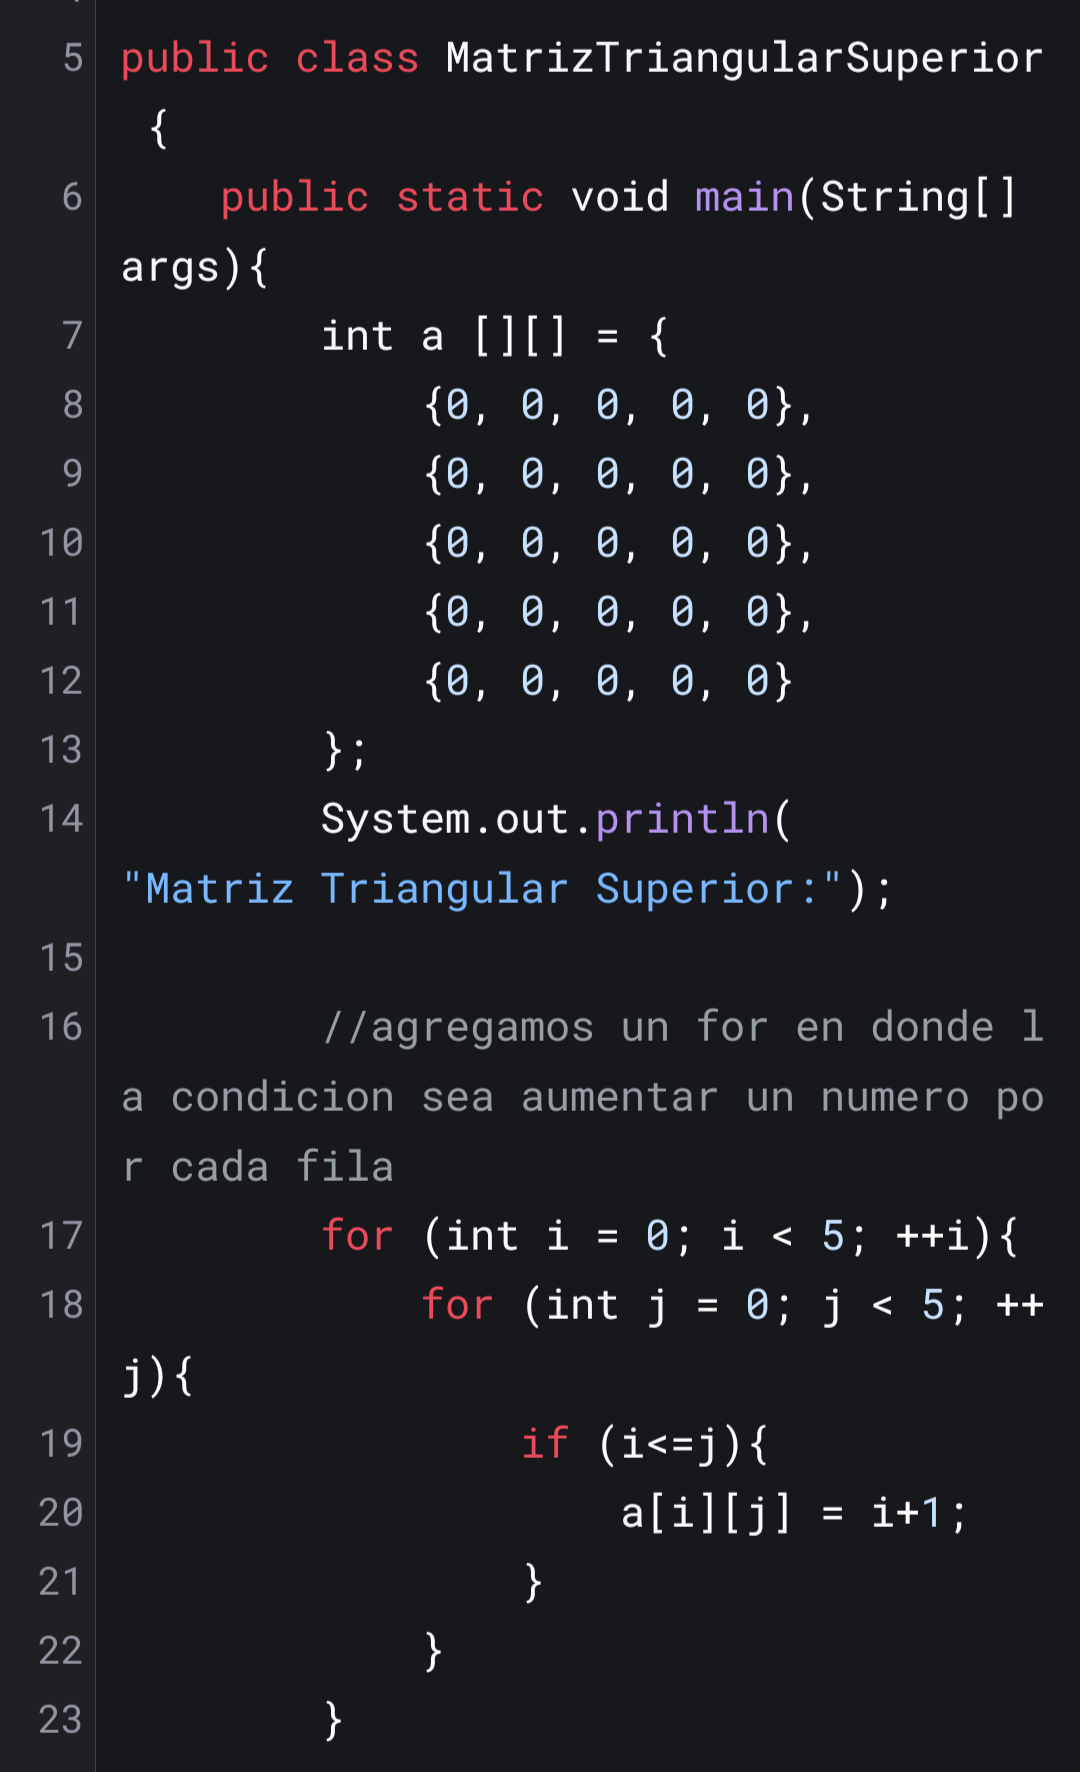 5 public class MatrizTriangularSuperior
{
6 public static void main(String[]
args){
7 int a [][] = {
8 {0, 0, 0, 0, 0},
9 {0, 0, 0, 0, 0},
10 {0, 0, 0, 0, 0},
11 {0, 0, 0, 0, 0},
12 {0, 0, 0, 0, 0}
13 };
14 System.out.println(
"Matriz Triangular Superior:");
15
16 //agregamos un for en donde l
a condicion sea aumentar un numero po
r cada fila
17 for (int i = 0; i < 5; ++i){
18 for (int j = 0; j < 5; ++
j){
19 if (i<=j){
20 a[i][j] = i+1;
21 }
22 }
23 }